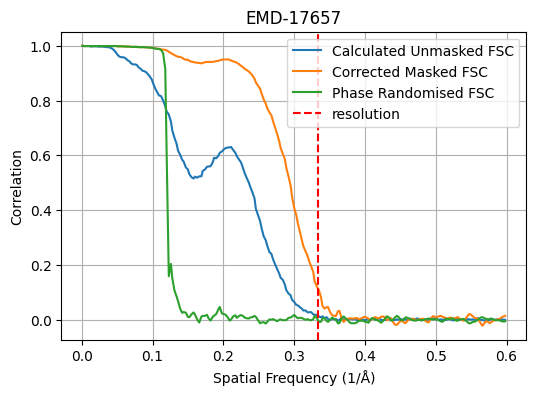 EMD-17657
Calculated Unmasked FSC
Corrected Masked FSC
Phase Randomised FSC
resolution
Correlation
1.0
0.8
0.6
0.4
0.2
0.0
0.0 0.1 0.2 0.3 0.4 0.5 0.6
Spatial Frequency (1/Å)